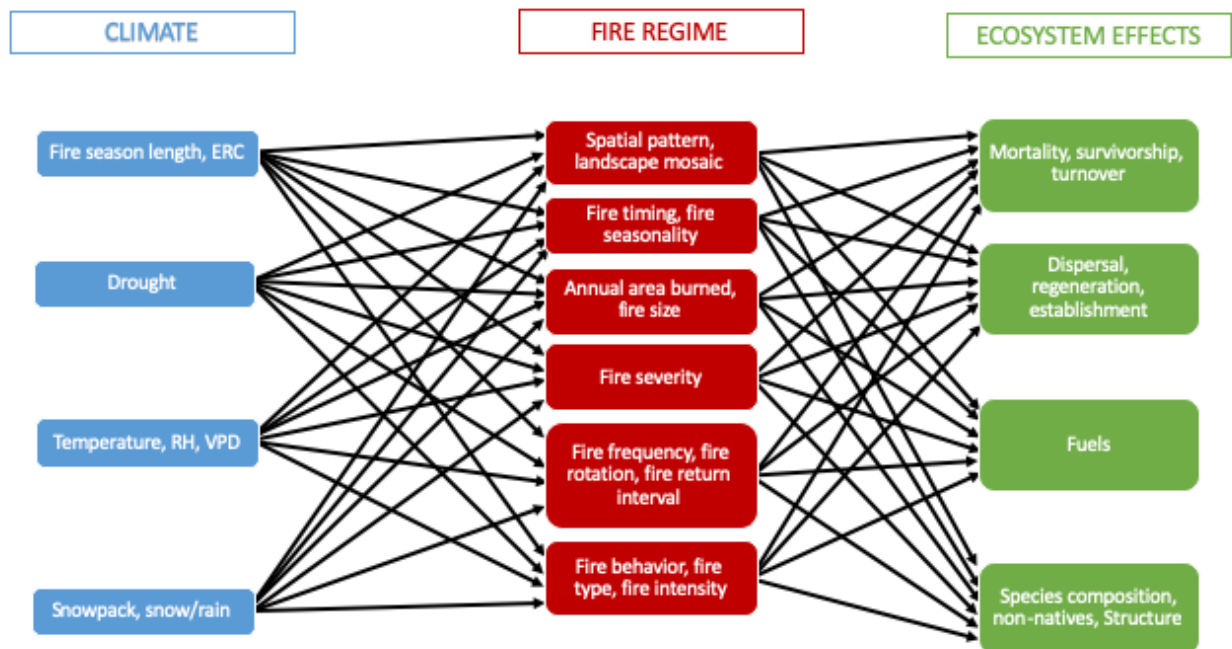 CLIMATE
FIRE REGIME
ECOSYSTEM EFFECTS
Fire season length, ERC
Drought
Temperature, RH, VPD
Snowpack, snow/rain
Spatial pattern,
landscape mosaic
Fire timing, fire
seasonality
Annual area burned,
fire size
Fire severity
Fire frequency, fire
rotation, fire return
interval
Fire behavior, fire
type, fire intensity
Mortality, survivorship,
turnover
Dispersal,
regeneration,
establishment
Fuels
Species composition,
non-natives, Structure